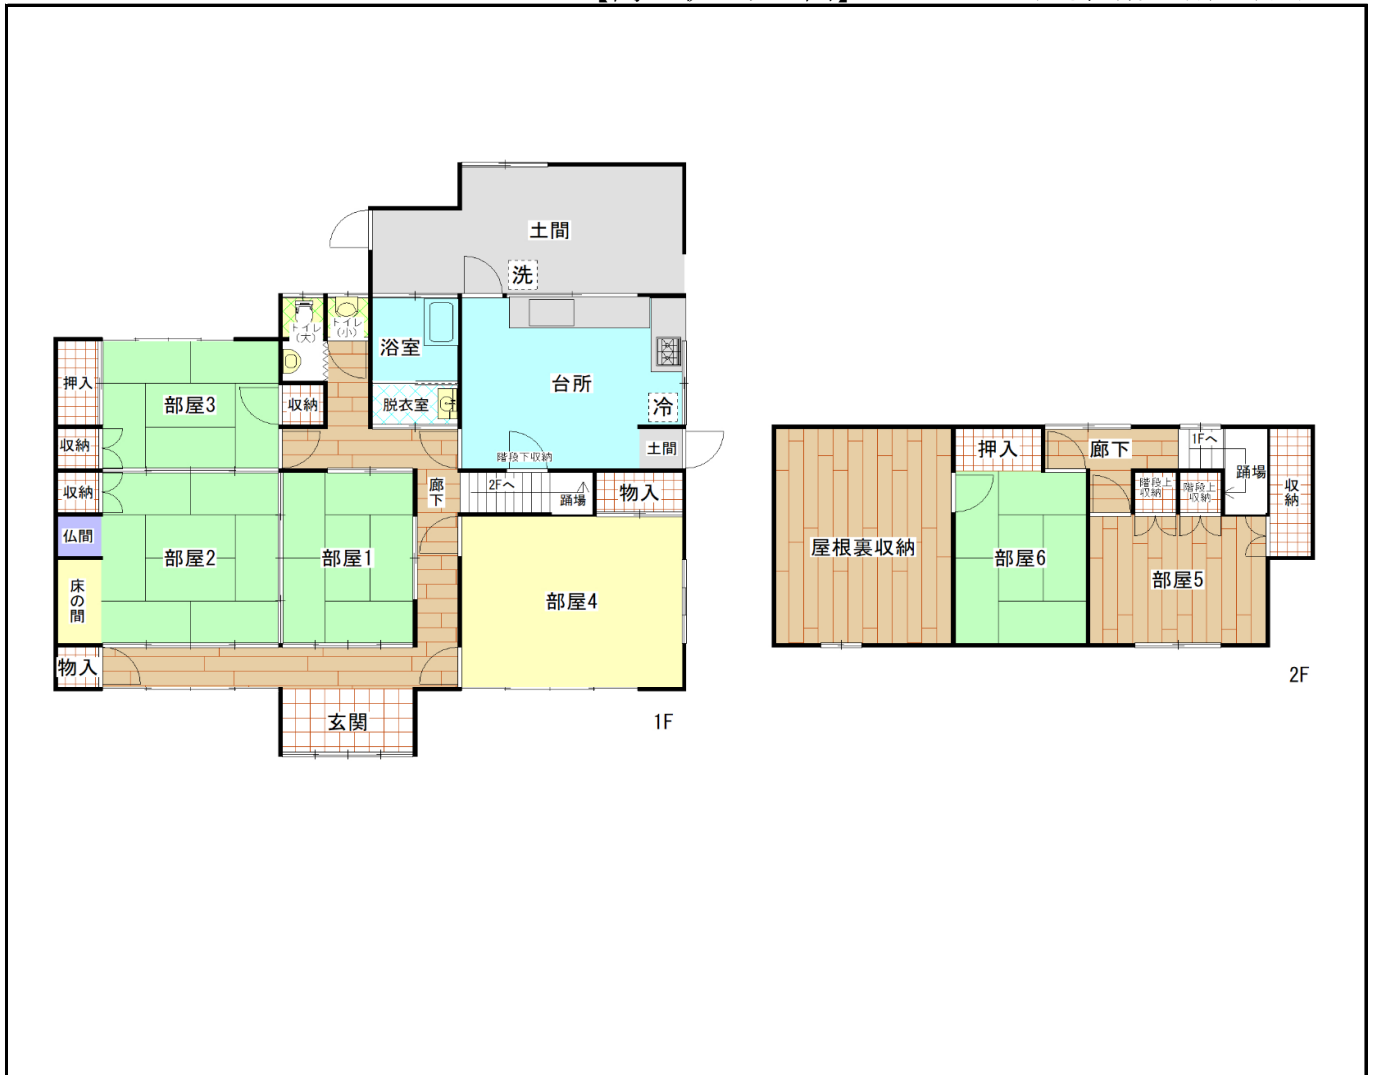 土間
洗
トイレ
(大)
トイレ
(小)
浴室
台所
押入
部屋3
収納
脱衣室
冷
収納
階段下収納
土間
収納
廊下
2Fへ
踊場
物入
仏間
部屋2
部屋1
床の間
部屋4
物入
玄関
1F
押入
廊下
1Fへ
踊場
階段上
収納
階段上
収納
収納
屋根裏収納
部屋6
部屋5
2F